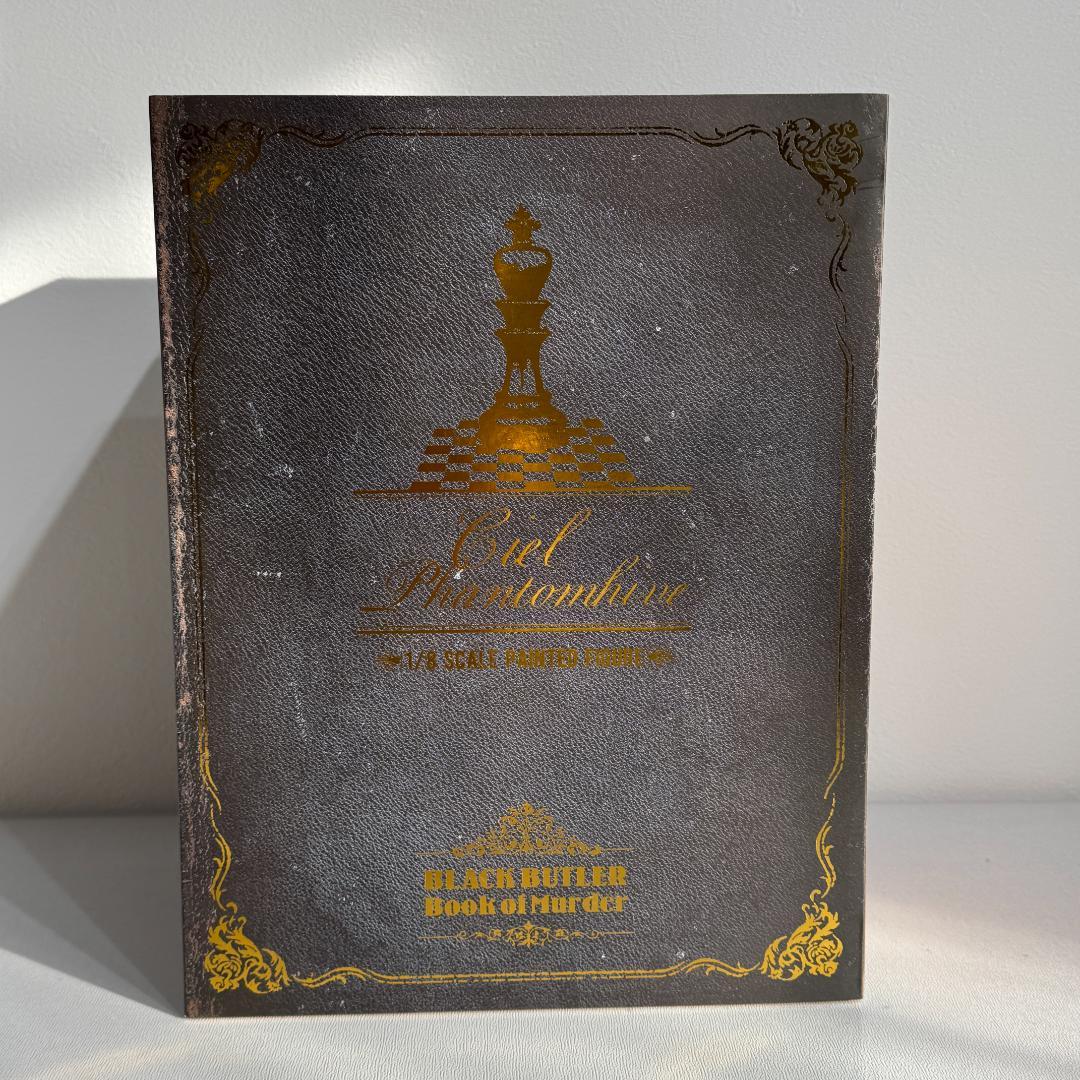 Ciel
Phantomhive
1/8 SCALE PAINTED FIGURE
BLACK BUTLER
Book of Murder